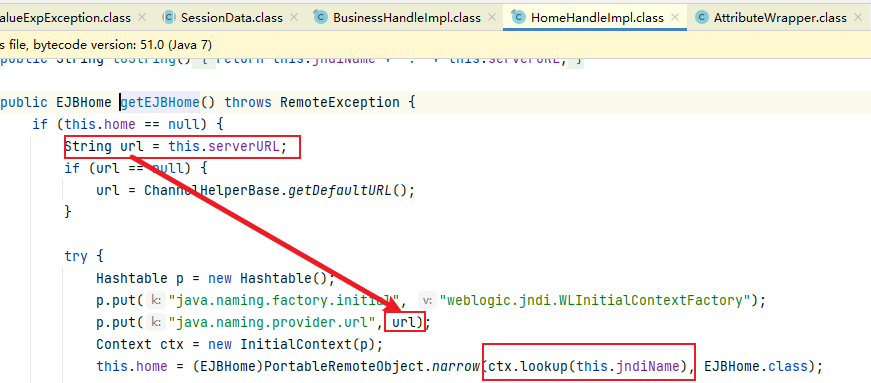 alueExpException.class SessionData.class BusinessHandleImpl.class HomeHandleImpl.class AttributeWrapper.class
s file, bytecode version: 51.0 (Java 7)
public String toString() { return this.jndiName + this.serverURL; }
public EJBHome getEJBHome() throws RemoteException {
if (this.home == null) {
String url = this.serverURL;
if (url == null) {
url = ChannelHelperBase.getDefaultURL();
}
try {
Hashtable p = new Hashtable();
p.put( k: "java.naming.factory.initial", v: "weblogic.jndi.WLInitialContextFactory");
p.put( k: "java.naming.provider.url", url);
Context ctx = new InitialContext(p);
this.home = (EJBHome)PortableRemoteObject.narrow(ctx.lookup(this.jndiName), EJBHome.class);